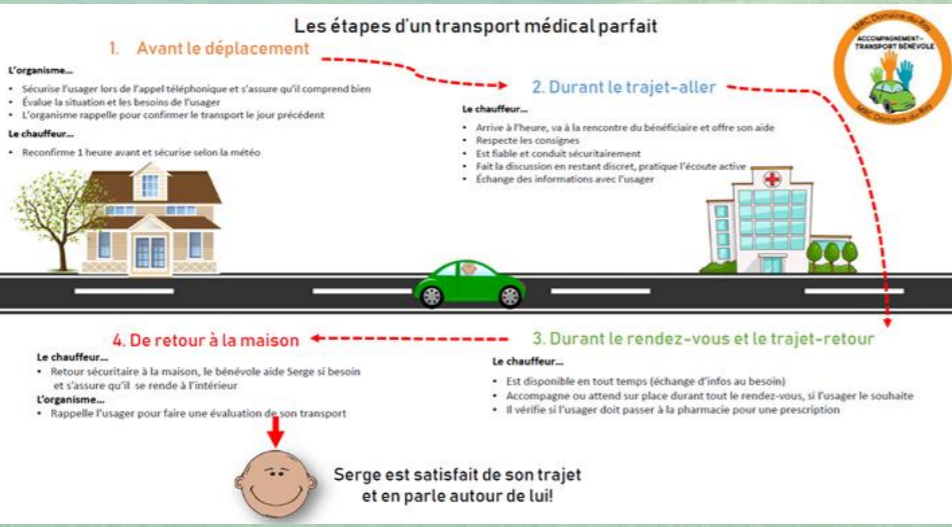 Les étapes d'un transport médical parfait
MRC Domaine-du-Roy
ACCOMPAGNEMENT-
TRANSPORT BÉNÉVOLE
MRC Domaine-du-Roy
1. Avant le déplacement
L'organisme...
• Sécurise l'usager lors de l'appel téléphonique et s'assure qu'il comprend bien
• Évalue la situation et les besoins de l'usager
• L'organisme rappelle pour confirmer le transport le jour précédent
Le chauffeur...
• Reconfirme 1 heure avant et sécurise selon la météo
2. Durant le trajet-aller
Le chauffeur...
• Arrive à l'heure, va à la rencontre du bénéficiaire et offre son aide
• Respecte les consignes
• Est fiable et conduit sécuritairement
• Fait la discussion en restant discret, pratique l'écoute active
• Échange des informations avec l'usager
3. Durant le rendez-vous et le trajet-retour
Le chauffeur...
• Est disponible en tout temps (échange d'infos au besoin)
• Accompagne ou attend sur place durant tout le rendez-vous, si l'usager le souhaite
• Il vérifie si l'usager doit passer à la pharmacie pour une prescription
4. De retour à la maison
Le chauffeur...
• Retour sécuritaire à la maison, le bénévole aide Serge si besoin
et s'assure qu'il se rende à l'intérieur
L'organisme...
• Rappelle l'usager pour faire une évaluation de son transport
Serge est satisfait de son trajet
et en parle autour de lui!